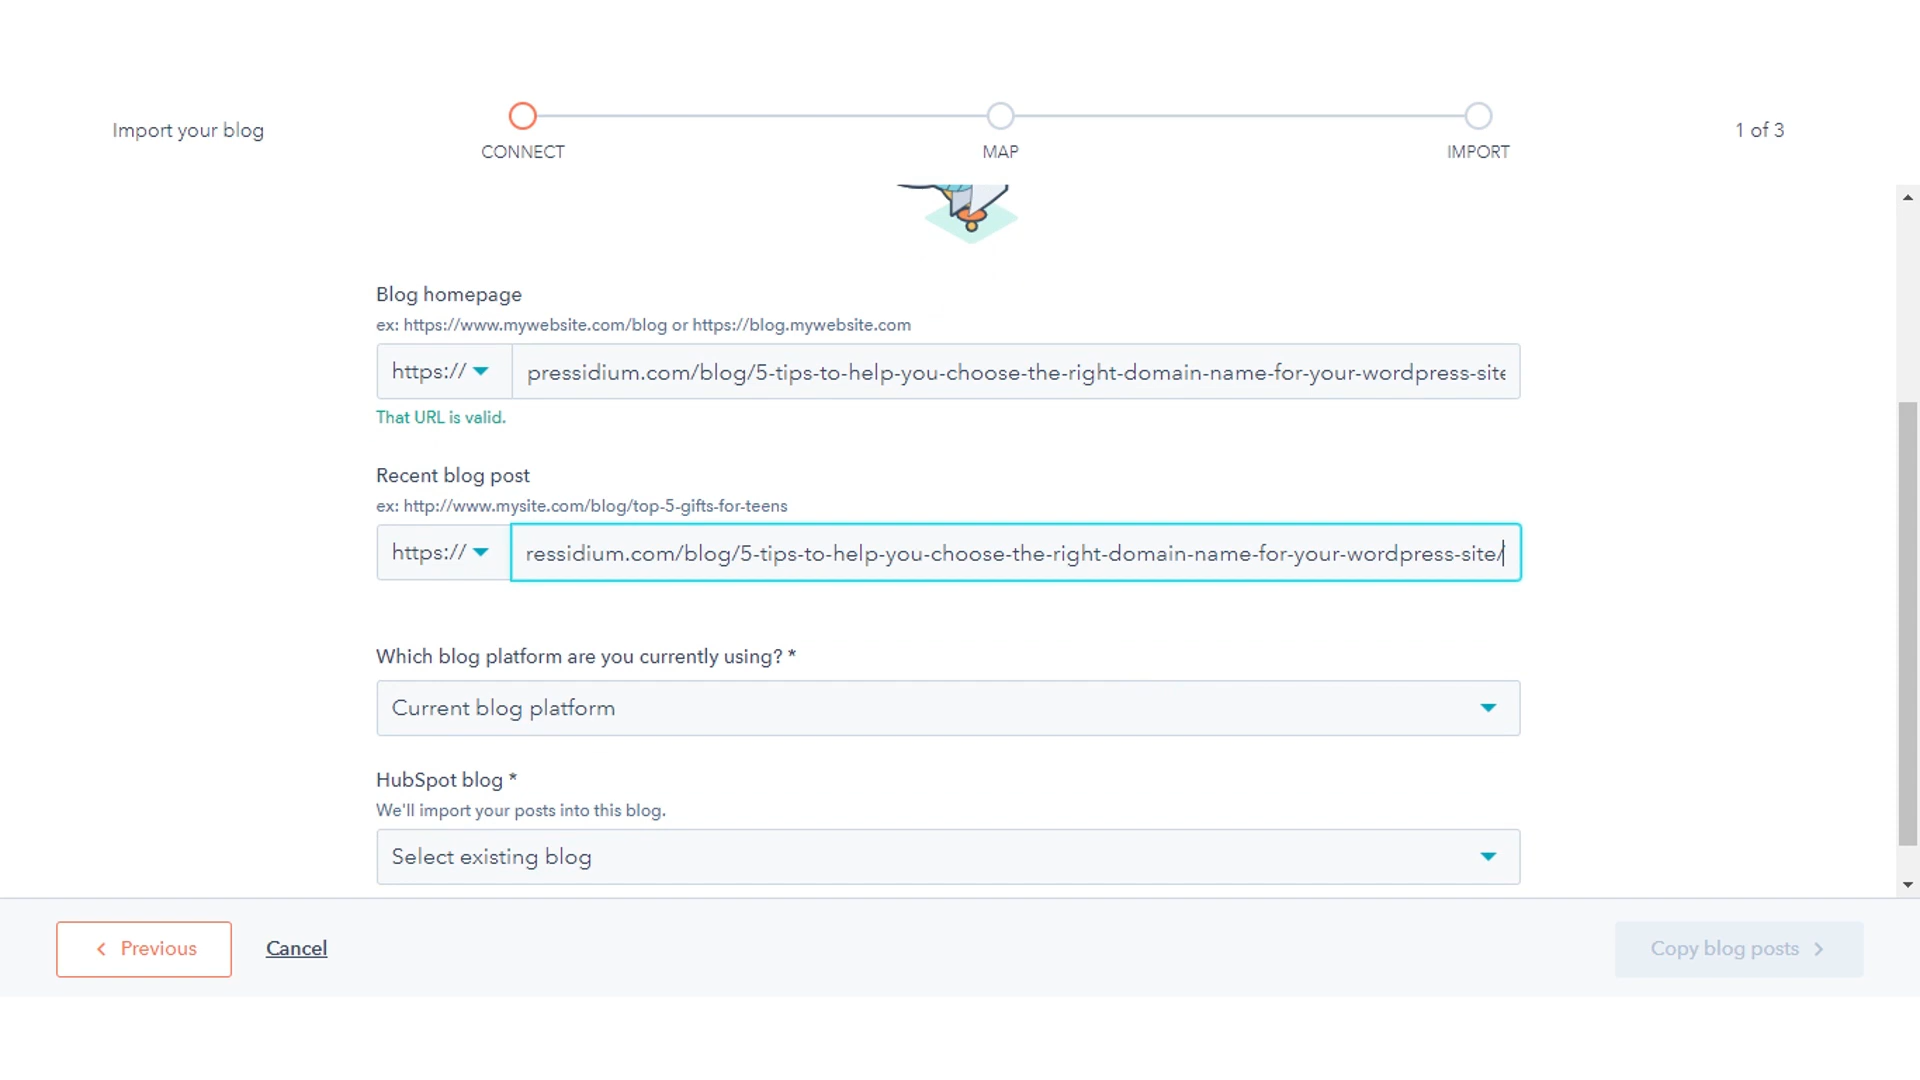 Import your blog
CONNECT
MAP
IMPORT
1 of 3
Blog homepage
ex: https://www.mywebsite.com/blog or https://blog.mywebsite.com
https:// pressidium.com/blog/5-tips-to-help-you-choose-the-right-domain-name-for-your-wordpress-site
That URL is valid.
Recent blog post
ex: http://www.mysite.com/blog/top-5-gifts-for-teens
https:// ressidium.com/blog/5-tips-to-help-you-choose-the-right-domain-name-for-your-wordpress-site/
Which blog platform are you currently using? *
Current blog platform
HubSpot blog *
We'll import your posts into this blog.
Select existing blog
Previous
Cancel
Copy blog posts